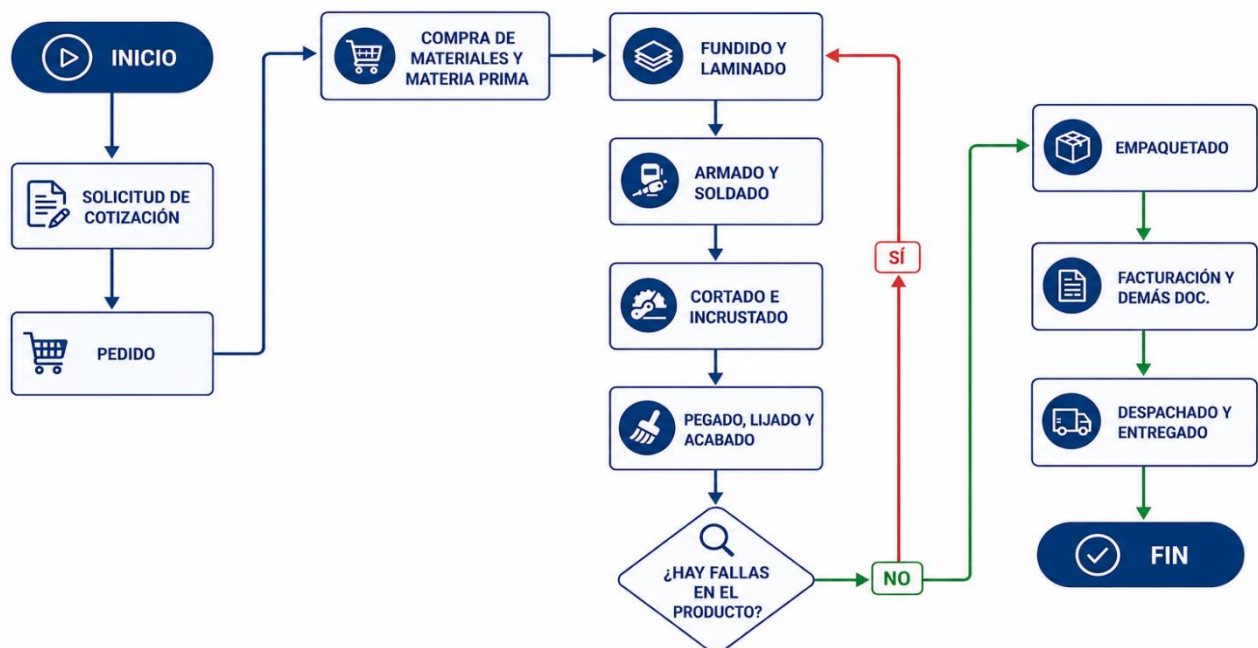 INICIO
SOLICITUD DE
COTIZACIÓN
PEDIDO
COMPRA DE
MATERIALES Y
MATERIA PRIMA
FUNDIDO Y
LAMINADO
ARMADO Y
SOLDADO
CORTADO E
INCRUSTADO
PEGADO, LIJADO Y
ACABADO
¿HAY FALLAS
EN EL
PRODUCTO?
SÍ
NO
EMPAQUETADO
FACTURACIÓN Y
DEMÁS DOC.
DESPACHADO Y
ENTREGADO
FIN